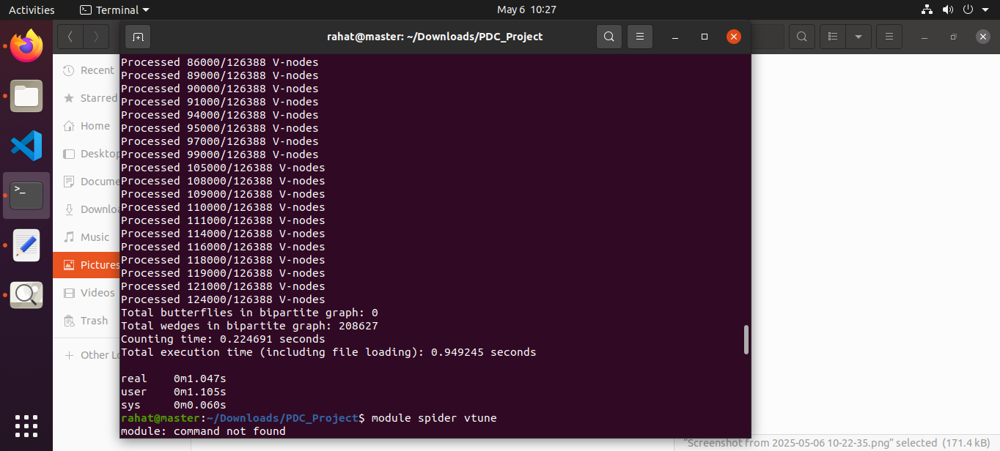 Activities
Terminal
May 6 10:27
rahat@master: ~/Downloads/PDC_Project
Recent
Starred
Home
Desktop
Docume
Downloa
Music
Pictures
Videos
Trash
Other Lo
Processed 86000/126388 V-nodes
Processed 89000/126388 V-nodes
Processed 90000/126388 V-nodes
Processed 91000/126388 V-nodes
Processed 94000/126388 V-nodes
Processed 95000/126388 V-nodes
Processed 97000/126388 V-nodes
Processed 99000/126388 V-nodes
Processed 105000/126388 V-nodes
Processed 108000/126388 V-nodes
Processed 109000/126388 V-nodes
Processed 110000/126388 V-nodes
Processed 111000/126388 V-nodes
Processed 114000/126388 V-nodes
Processed 116000/126388 V-nodes
Processed 118000/126388 V-nodes
Processed 119000/126388 V-nodes
Processed 121000/126388 V-nodes
Processed 124000/126388 V-nodes
Total butterflies in bipartite graph: 0
Total wedges in bipartite graph: 208627
Counting time: 0.224691 seconds
Total execution time (including file loading): 0.949245 seconds
real 0m1.047s
user 0m1.105s
sys 0m0.060s
rahat@master:~/Downloads/PDC_Project$ module spider vtune
module: command not found
"Screenshot from 2025-05-06 10-22-35.png" selected (171.4 kB)